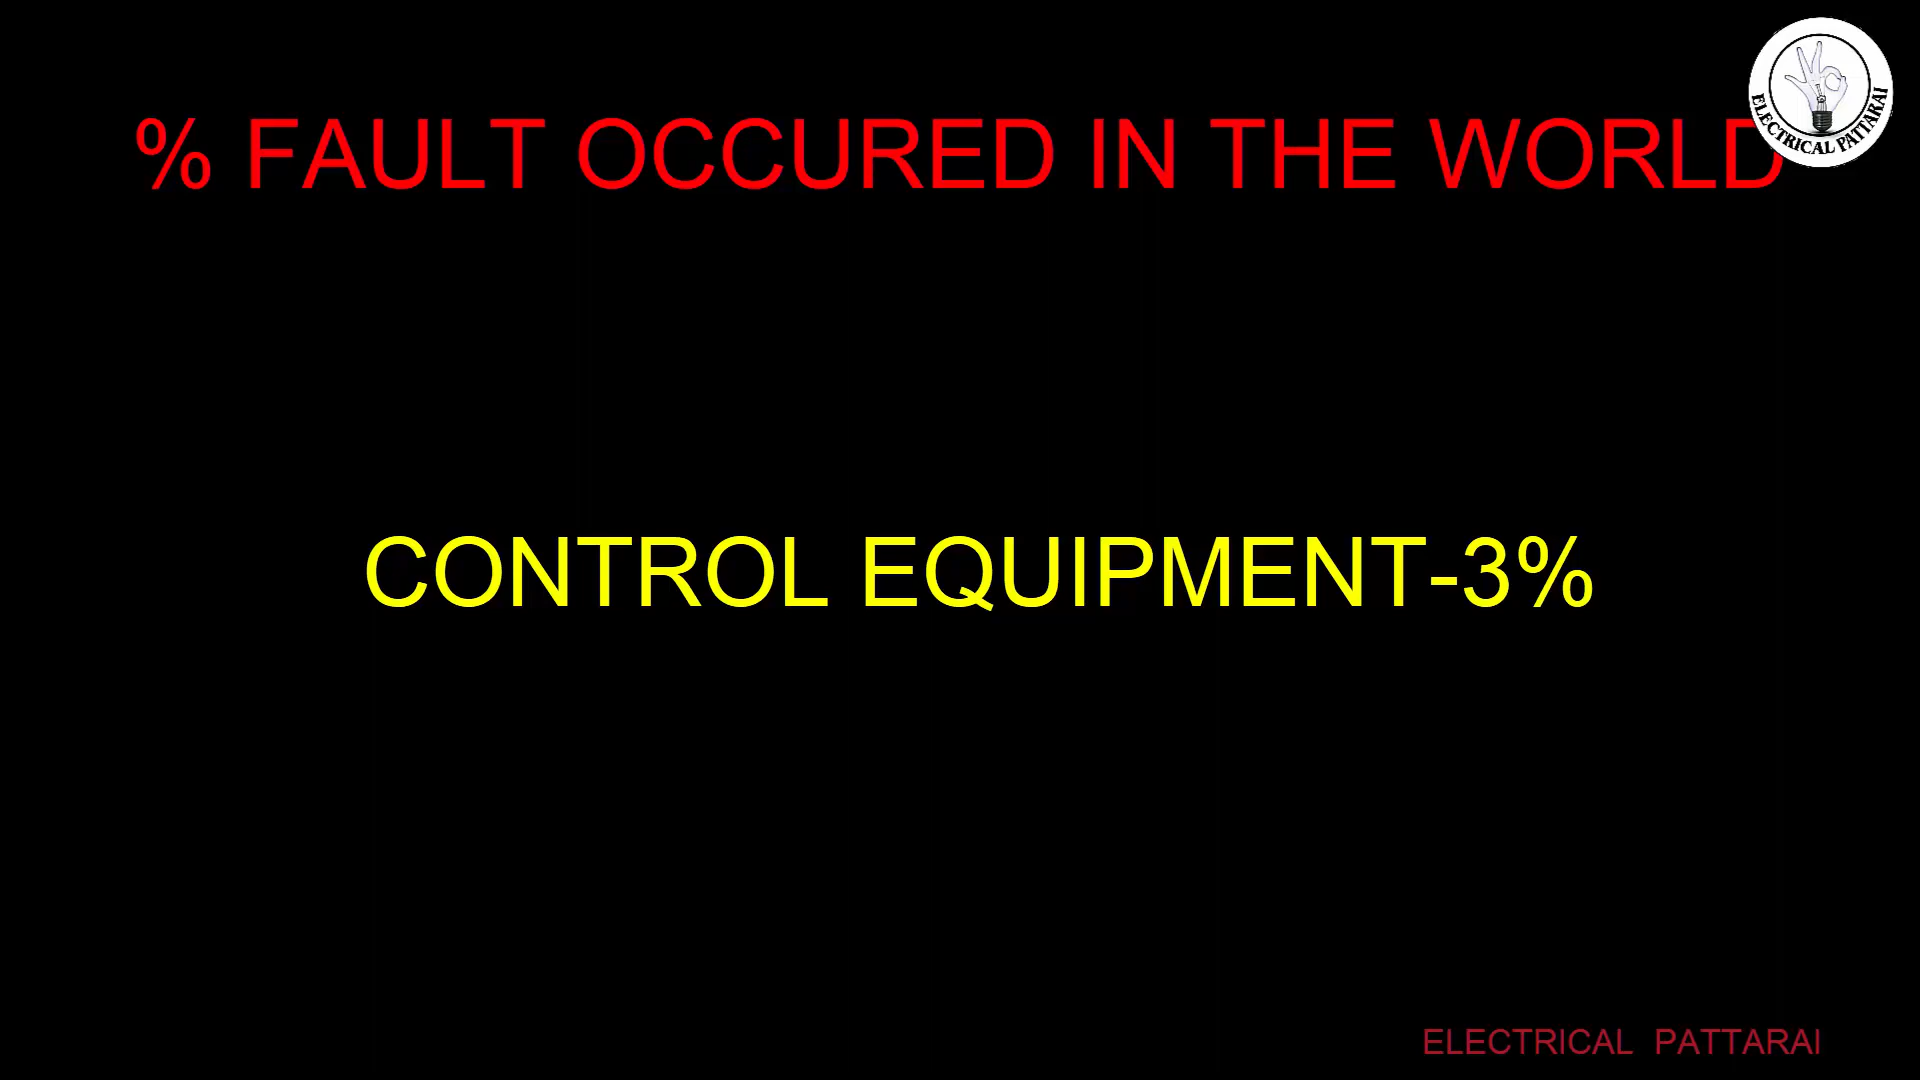 % FAULT OCCURED IN THE WORLD
ELECTRICAL PATTARAI
CONTROL EQUIPMENT-3%
ELECTRICAL PATTARAI